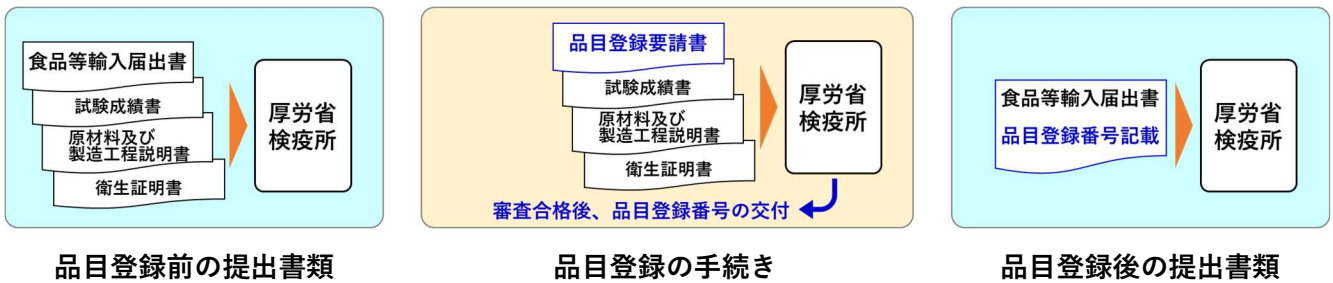 食品等輸入届出書
試験成績書
原材料及び
製造工程説明書
衛生証明書
厚労省
検疫所
品目登録前の提出書類
品目登録要請書
試験成績書
原材料及び
製造工程説明書
衛生証明書
厚労省
検疫所
審査合格後、品目登録番号の交付
品目登録の手続き
食品等輸入届出書
品目登録番号記載
厚労省
検疫所
品目登録後の提出書類